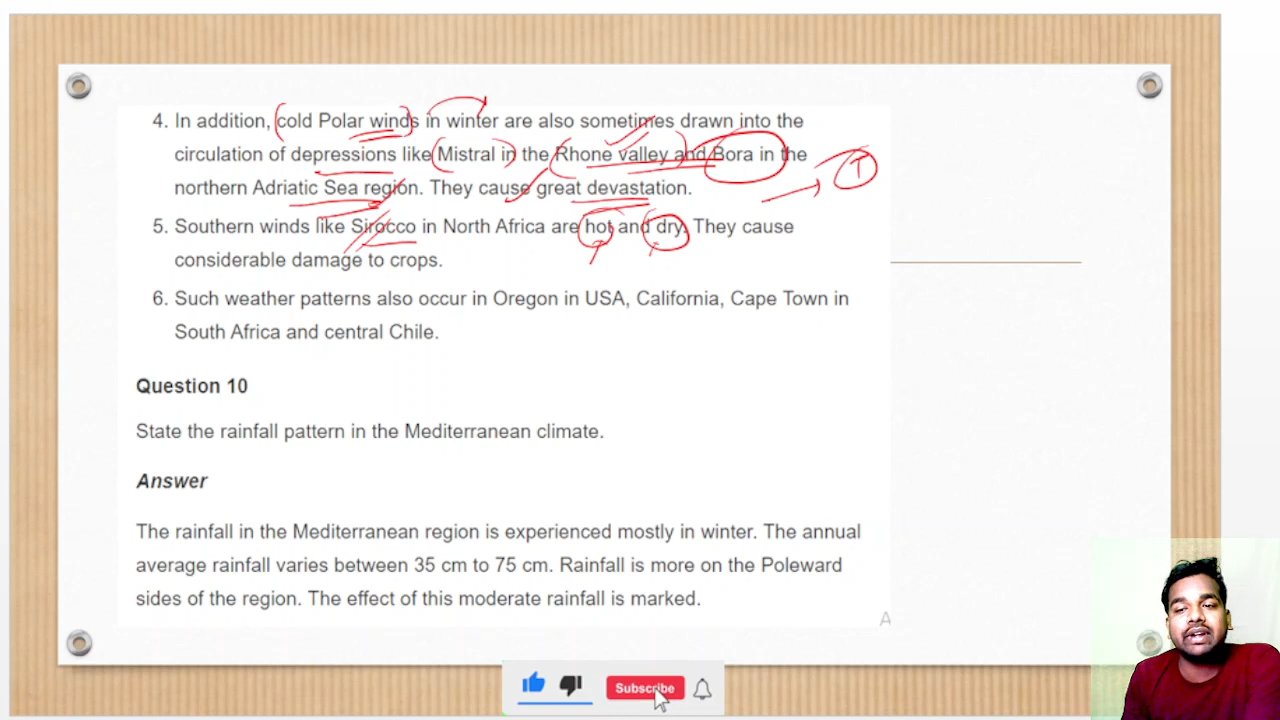 4. In addition, cold Polar winds in winter are also sometimes drawn into the
circulation of depressions like Mistral in the Rhone valley and Bora in the
northern Adriatic Sea region. They cause great devastation.
T
5. Southern winds like Sirocco in North Africa are hot and dry. They cause
considerable damage to crops.
6. Such weather patterns also occur in Oregon in USA, California, Cape Town in
South Africa and central Chile.
Question 10
State the rainfall pattern in the Mediterranean climate.
Answer
The rainfall in the Mediterranean region is experienced mostly in winter. The annual
average rainfall varies between 35 cm to 75 cm. Rainfall is more on the Poleward
sides of the region. The effect of this moderate rainfall is marked.
A
Subscribe